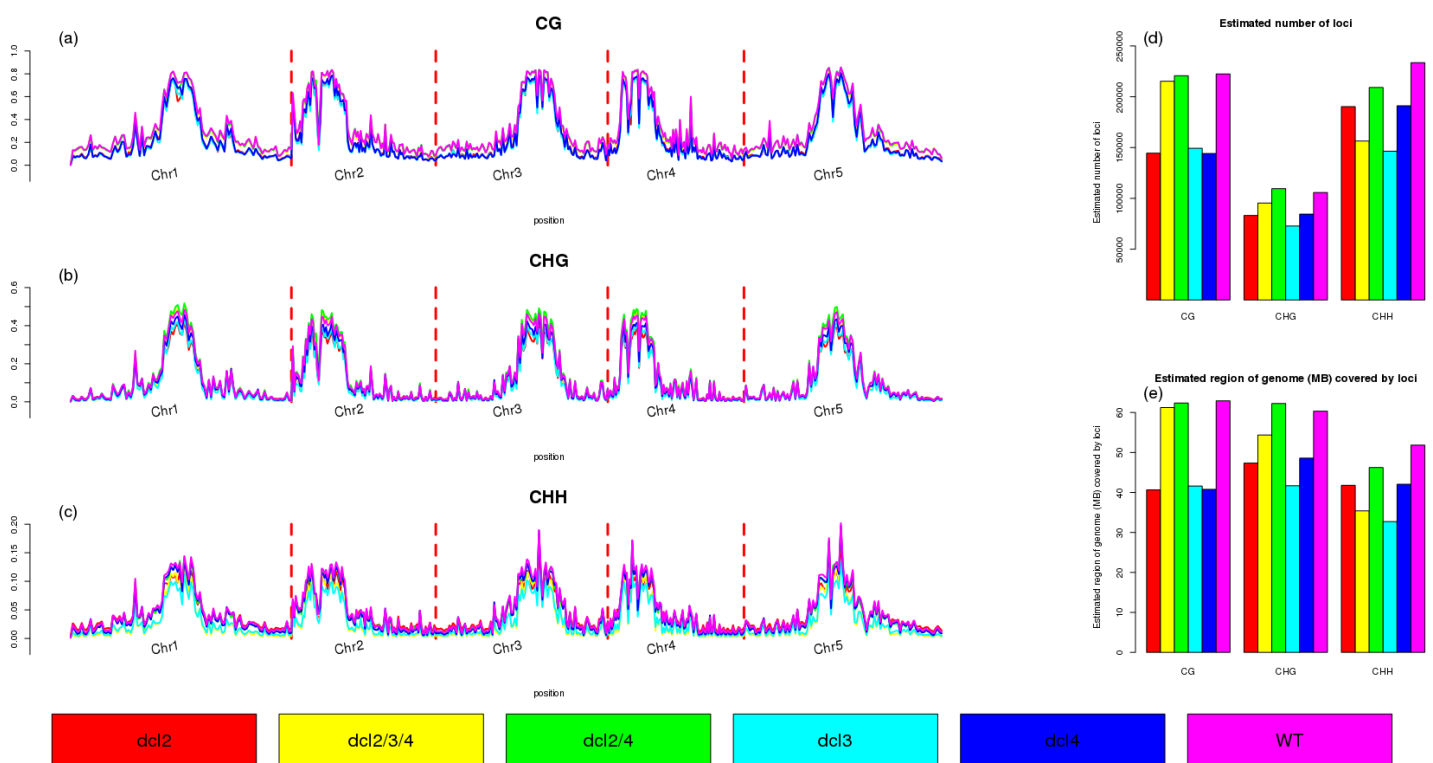 CG
(a)
1.0
0.8
0.6
0.4
0.2
0.0
Chr1
Chr2
Chr3
Chr4
Chr5
position
CHG
(b)
0.6
0.4
0.2
0.0
Chr1
Chr2
Chr3
Chr4
Chr5
position
CHH
(c)
0.20
0.15
0.10
0.05
0.00
Chr1
Chr2
Chr3
Chr4
Chr5
position
Estimated number of loci
(d)
Estimated number of loci
250000
200000
150000
100000
50000
CG CHG CHH
Estimated region of genome (MB) covered by loci
(e)
Estimated region of genome (MB) covered by loci
60
50
40
30
20
10
0
CG CHG CHH
dcl2 dcl2/3/4 dcl2/4 dcl3 dcl4 WT